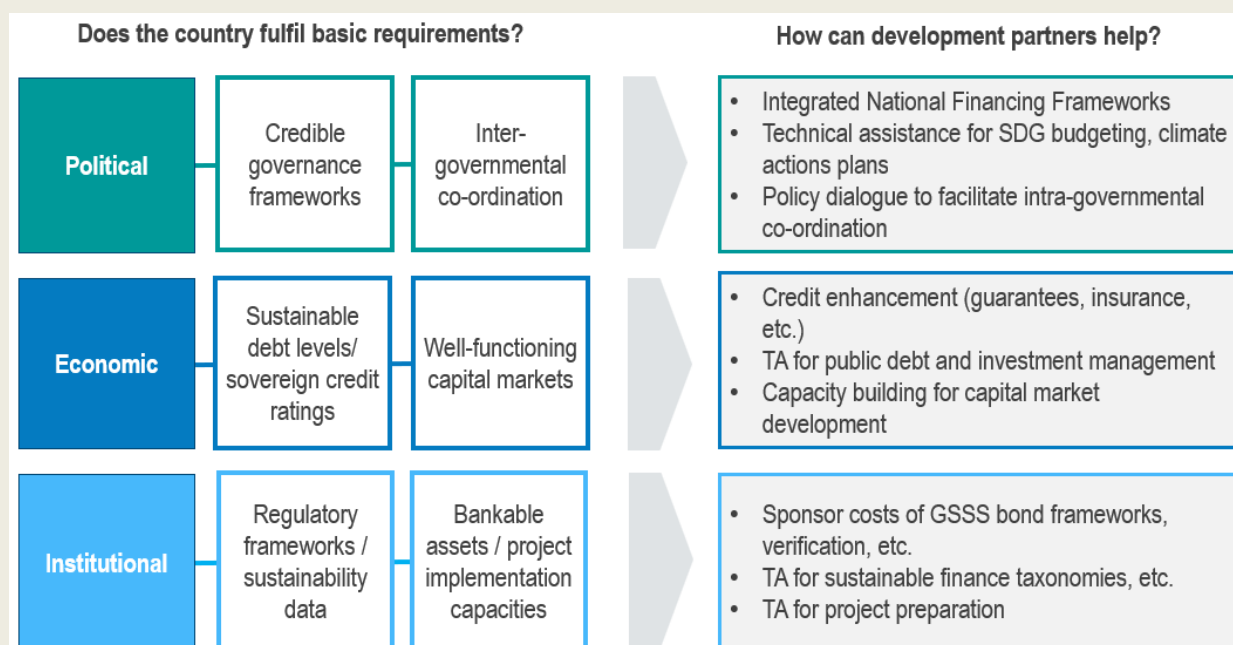 Does the country fulfil basic requirements?
How can development partners help?
Political
Credible
governance
frameworks
Inter-
governmental
co-ordination
• Integrated National Financing Frameworks
• Technical assistance for SDG budgeting, climate
actions plans
• Policy dialogue to facilitate intra-governmental
co-ordination
Economic
Sustainable
debt levels/
sovereign credit
ratings
Well-functioning
capital markets
• Credit enhancement (guarantees, insurance,
etc.)
• TA for public debt and investment management
• Capacity building for capital market
development
Institutional
Regulatory
frameworks /
sustainability
data
Bankable
assets / project
implementation
capacities
• Sponsor costs of GSSS bond frameworks,
verification, etc.
• TA for sustainable finance taxonomies, etc.
• TA for project preparation